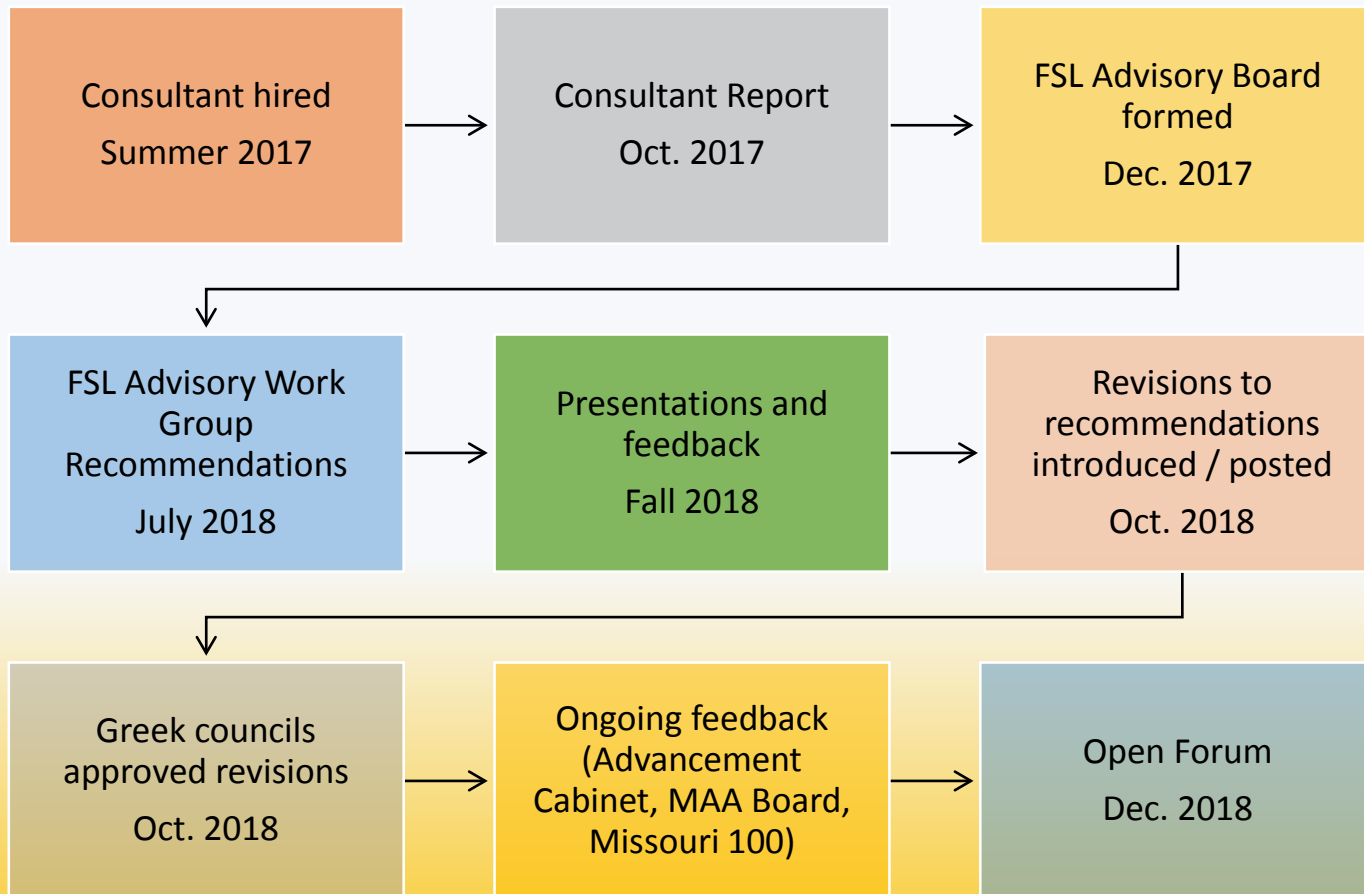 Consultant hired
Summer 2017
Consultant Report
Oct. 2017
FSL Advisory Board
formed
Dec. 2017
FSL Advisory Work
Group
Recommendations
July 2018
Presentations and
feedback
Fall 2018
Revisions to
recommendations
introduced / posted
Oct. 2018
Greek councils
approved revisions
Oct. 2018
Ongoing feedback
(Advancement
Cabinet, MAA Board,
Missouri 100)
Open Forum
Dec. 2018